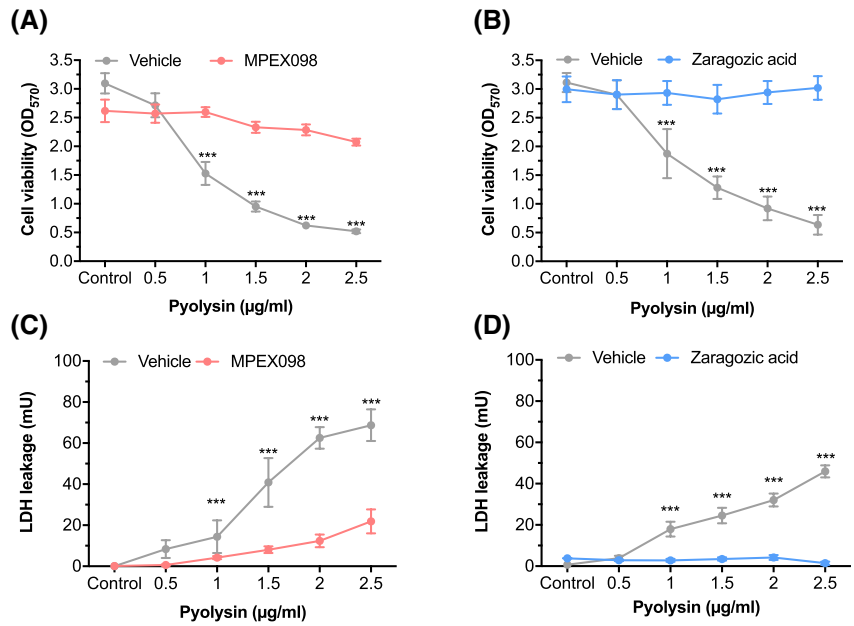 (A)
Vehicle MPEX098
Cell viability (OD570)
3.5
3.0
2.5
2.0
1.5
1.0
0.5
0.0
***
***
***
***
Control 0.5 1 1.5 2 2.5
Pyolysin (µg/ml)
(B)
Vehicle Zaragozic acid
Cell viability (OD570)
3.5
3.0
2.5
2.0
1.5
1.0
0.5
0.0
***
***
***
***
Control 0.5 1 1.5 2 2.5
Pyolysin (µg/ml)
(C)
Vehicle MPEX098
LDH leakage (mU)
100
80
60
40
20
0
***
***
***
***
Control 0.5 1 1.5 2 2.5
Pyolysin (µg/ml)
(D)
Vehicle Zaragozic acid
LDH leakage (mU)
100
80
60
40
20
0
***
***
***
***
Control 0.5 1 1.5 2 2.5
Pyolysin (µg/ml)